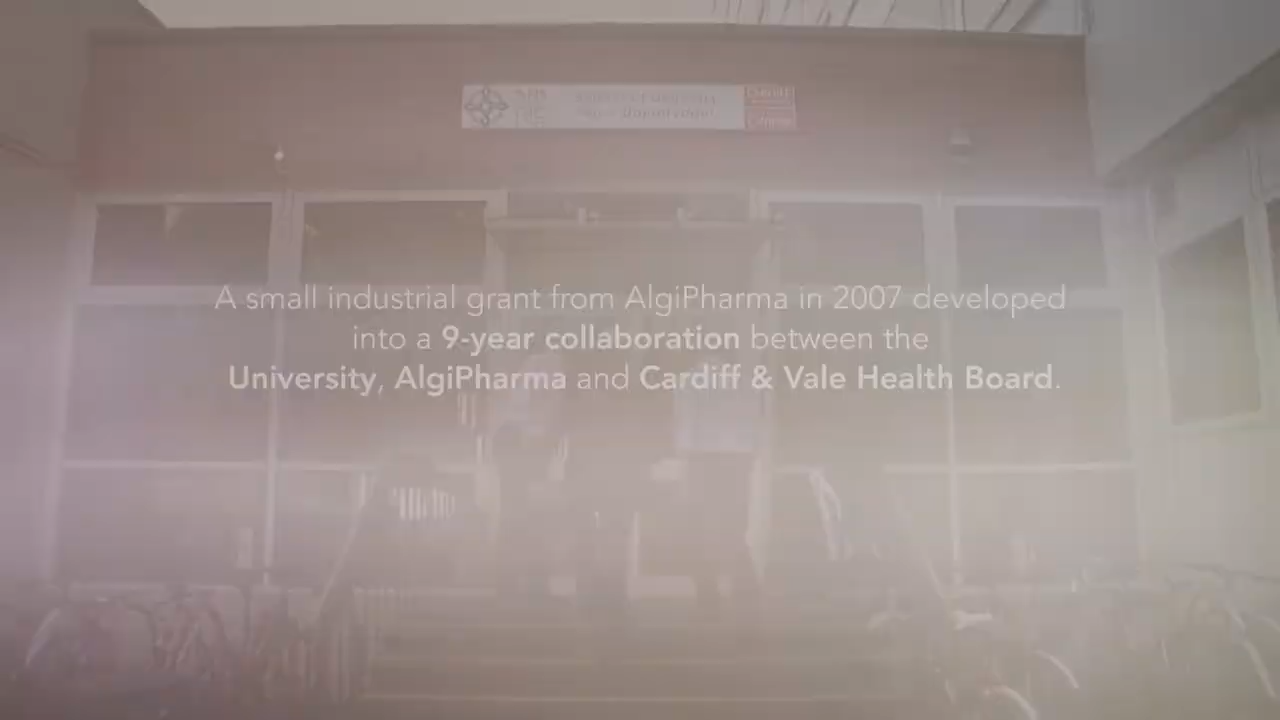 A small industrial grant from AlgiPharma in 2007 developed
into a 9-year collaboration between the
University, AlgiPharma and Cardiff & Vale Health Board.